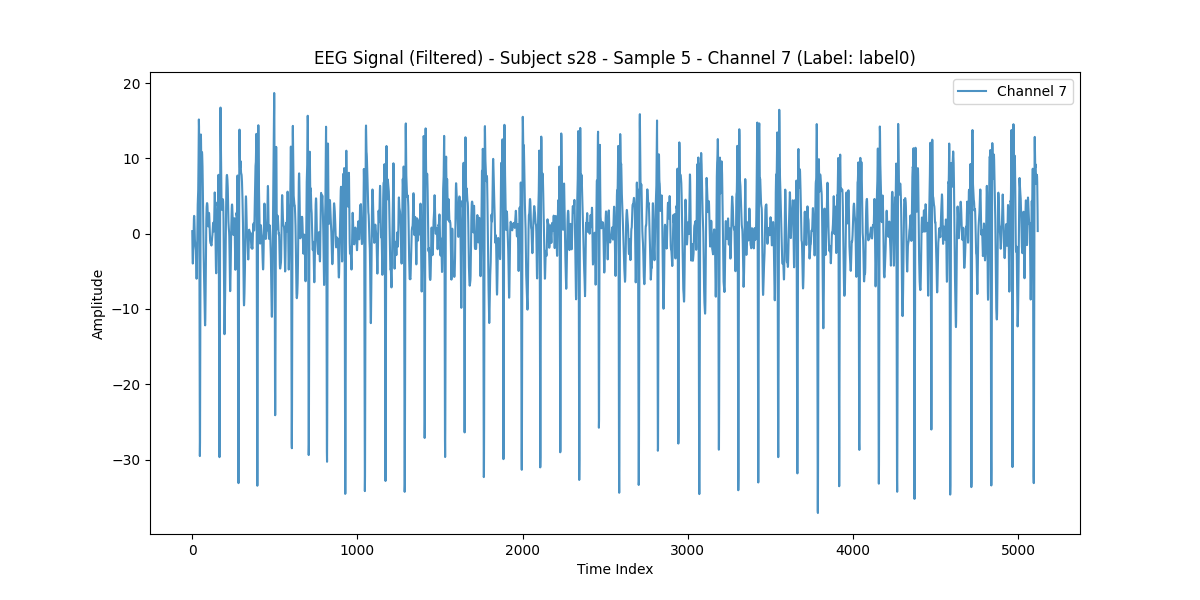 EEG Signal (Filtered) - Subject s28 - Sample 5 - Channel 7 (Label: label0)
Channel 7
20
10
0
−10
−20
−30
Amplitude
0 1000 2000 3000 4000 5000
Time Index